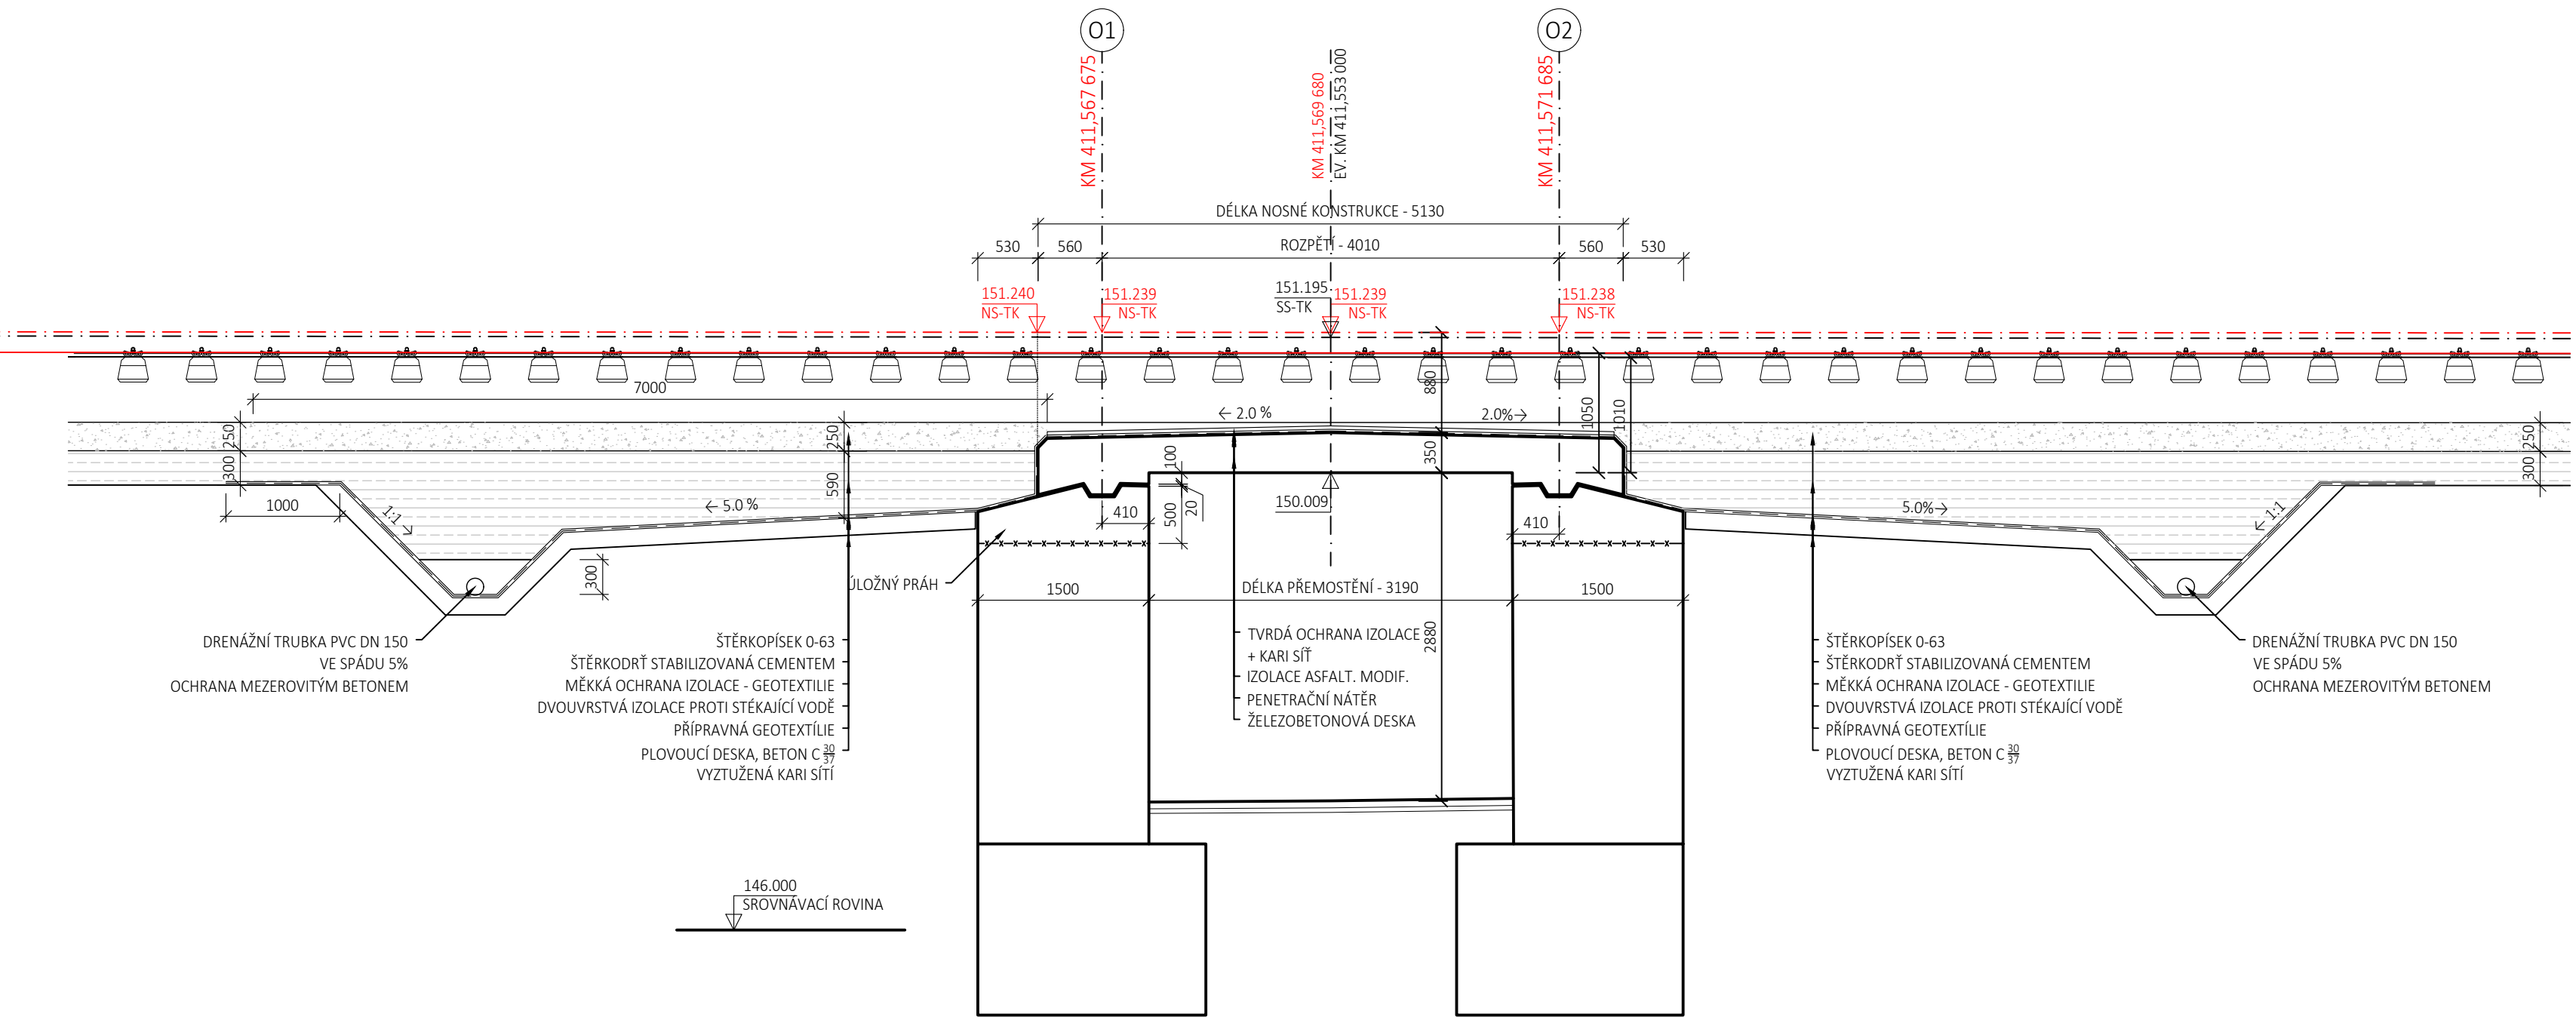 O1
O2
KM 411,567 675
KM 411,569 680
EV. KM 411,553 000
KM 411,571 685
DÉLKA NOSNÉ KONSTRUKCE - 5130
530
560
ROZPĚTÍ - 4010
560
530
151.240
NS-TK
151.239
NS-TK
151.195
SS-TK
151.239
NS-TK
151.238
NS-TK
7000
880
1050
1010
← 2.0 %
2.0%→
250
300
250
590
100
350
250
300
1000
1:1
← 5.0 %
410
500
20
150.009
410
5.0%→
1:1
300
ÚLOŽNÝ PRÁH
1500
DÉLKA PŘEMOSTĚNÍ - 3190
1500
2880
DRENÁŽNÍ TRUBKA PVC DN 150
VE SPÁDU 5%
OCHRANA MEZEROVITÝM BETONEM
ŠTĚRKOPÍSEK 0-63
ŠTĚRKODRŤ STABILIZOVANÁ CEMENTEM
MĚKKÁ OCHRANA IZOLACE - GEOTEXTILIE
DVOUVRSTVÁ IZOLACE PROTI STÉKAJÍCÍ VODĚ
PŘÍPRAVNÁ GEOTEXTÍLIE
PLOVOUCÍ DESKA, BETON C 30/37
VYZTUŽENÁ KARI SÍTÍ
TVRDÁ OCHRANA IZOLACE
+ KARI SÍŤ
IZOLACE ASFALT. MODIF.
PENETRAČNÍ NÁTĚR
ŽELEZOBETONOVÁ DESKA
ŠTĚRKOPÍSEK 0-63
ŠTĚRKODRŤ STABILIZOVANÁ CEMENTEM
MĚKKÁ OCHRANA IZOLACE - GEOTEXTILIE
DVOUVRSTVÁ IZOLACE PROTI STÉKAJÍCÍ VODĚ
PŘÍPRAVNÁ GEOTEXTÍLIE
PLOVOUCÍ DESKA, BETON C 30/37
VYZTUŽENÁ KARI SÍTÍ
DRENÁŽNÍ TRUBKA PVC DN 150
VE SPÁDU 5%
OCHRANA MEZEROVITÝM BETONEM
146.000
SROVNÁVACÍ ROVINA